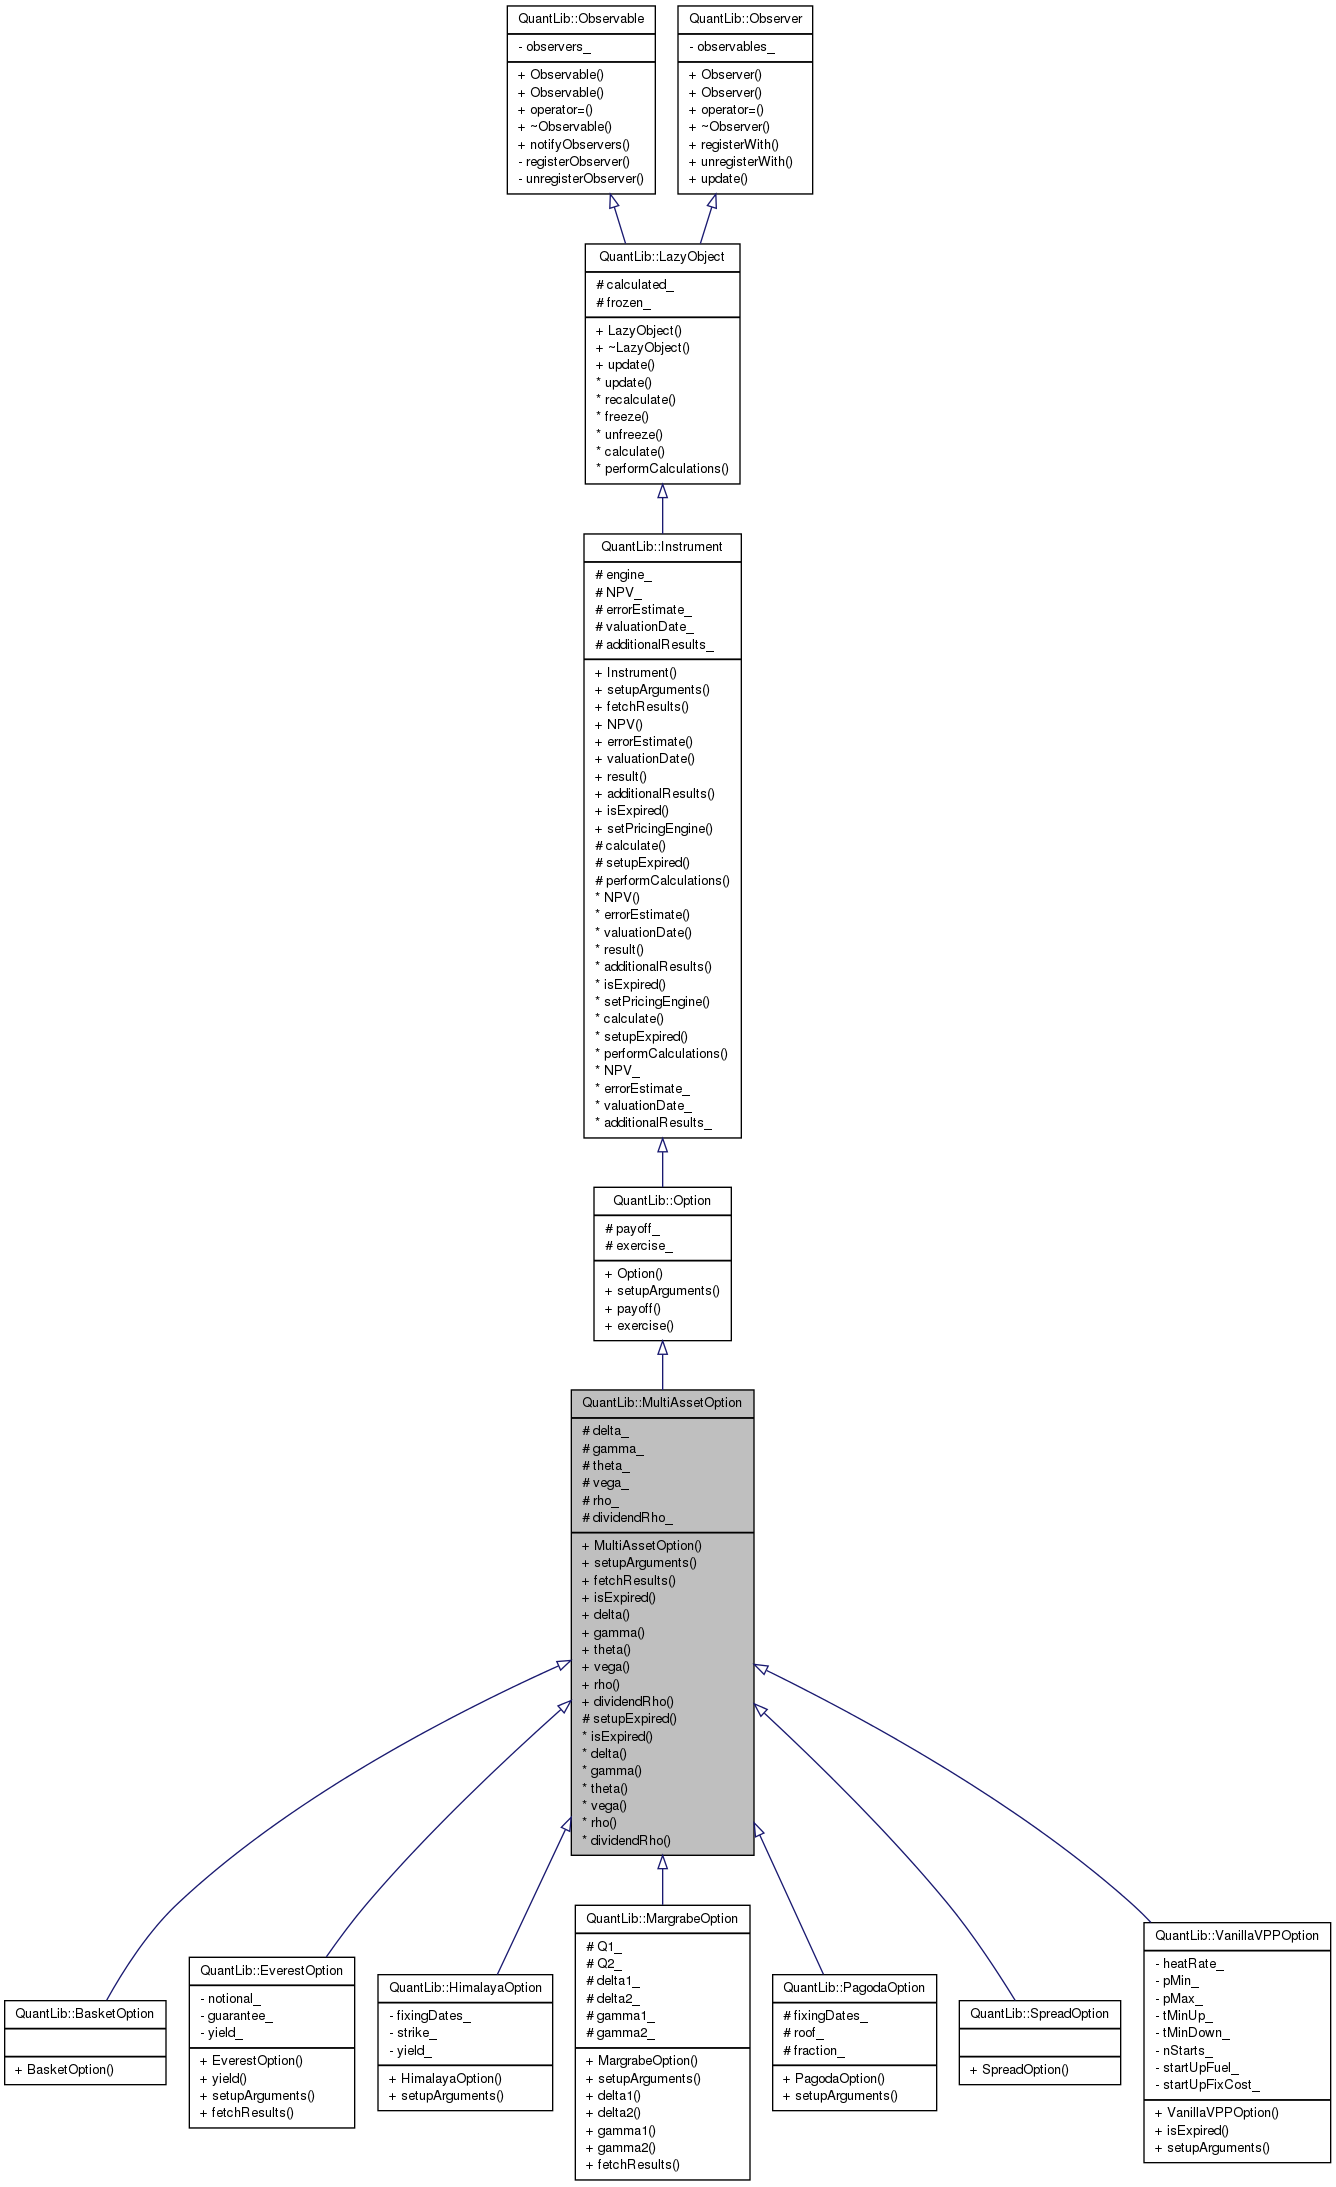 QuantLib::Observable
- observers_
+ Observable()
+ Observable()
+ operator=()
+ ~Observable()
+ notifyObservers()
- registerObserver()
- unregisterObserver()
QuantLib::Observer
- observables_
+ Observer()
+ Observer()
+ operator=()
+ ~Observer()
+ registerWith()
+ unregisterWith()
+ update()
QuantLib::LazyObject
# calculated_
# frozen_
+ LazyObject()
+ ~LazyObject()
+ update()
* update()
* recalculate()
* freeze()
* unfreeze()
* calculate()
* performCalculations()
QuantLib::Instrument
# engine_
# NPV_
# errorEstimate_
# valuationDate_
# additionalResults_
+ Instrument()
+ setupArguments()
+ fetchResults()
+ NPV()
+ errorEstimate()
+ valuationDate()
+ result()
+ additionalResults()
+ isExpired()
+ setPricingEngine()
# calculate()
# setupExpired()
# performCalculations()
* NPV()
* errorEstimate()
* valuationDate()
* result()
* additionalResults()
* isExpired()
* setPricingEngine()
* calculate()
* setupExpired()
* performCalculations()
* NPV_
* errorEstimate_
* valuationDate_
* additionalResults_
QuantLib::Option
# payoff_
# exercise_
+ Option()
+ setupArguments()
+ payoff()
+ exercise()
QuantLib::MultiAssetOption
# delta_
# gamma_
# theta_
# vega_
# rho_
# dividendRho_
+ MultiAssetOption()
+ setupArguments()
+ fetchResults()
+ isExpired()
+ delta()
+ gamma()
+ theta()
+ vega()
+ rho()
+ dividendRho()
# setupExpired()
* isExpired()
* delta()
* gamma()
* theta()
* vega()
* rho()
* dividendRho()
QuantLib::BasketOption
+ BasketOption()
QuantLib::EverestOption
- notional_
- guarantee_
- yield_
+ EverestOption()
+ yield()
+ setupArguments()
+ fetchResults()
QuantLib::HimalayaOption
- fixingDates_
- strike_
- yield_
+ HimalayaOption()
+ setupArguments()
QuantLib::MargrabeOption
# Q1_
# Q2_
# delta1_
# delta2_
# gamma1_
# gamma2_
+ MargrabeOption()
+ setupArguments()
+ delta1()
+ delta2()
+ gamma1()
+ gamma2()
+ fetchResults()
QuantLib::PagodaOption
# fixingDates_
# roof_
# fraction_
+ PagodaOption()
+ setupArguments()
QuantLib::SpreadOption
+ SpreadOption()
QuantLib::VanillaVPPOption
- heatRate_
- pMin_
- pMax_
- tMinUp_
- tMinDown_
- nStarts_
- startUpFuel_
- startUpFixCost_
+ VanillaVPPOption()
+ isExpired()
+ setupArguments()